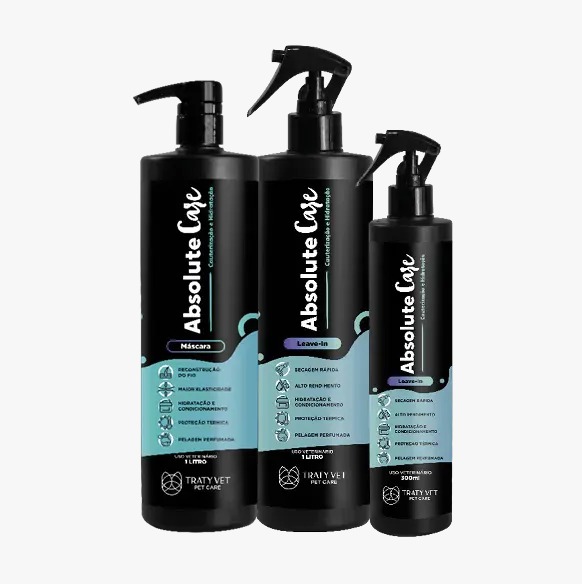 Absolute Care
Cauterização e Hidratação
Máscara
RECONSTRUÇÃO
DO FIO
MAIOR ELASTICIDADE
HIDRATAÇÃO E
CONDICIONAMENTO
PROTEÇÃO TÉRMICA
PELAGEM PERFUMADA
USO VETERINÁRIO
1 LITRO
TRATY VET
PET CARE
Absolute Care
Cauterização e Hidratação
Leave-In
SECAGEM RÁPIDA
ALTO RENDIMENTO
HIDRATAÇÃO E
CONDICIONAMENTO
PROTEÇÃO TÉRMICA
PELAGEM PERFUMADA
USO VETERINÁRIO
1 LITRO
TRATY VET
PET CARE
Absolute Care
Cauterização e Hidratação
Leave-in
SECAGEM RÁPIDA
ALTO RENDIMENTO
HIDRATAÇÃO E
CONDICIONAMENTO
PROTEÇÃO TÉRMICA
PELAGEM PERFUMADA
USO VETERINÁRIO
300ml
TRATY VET
PET CARE